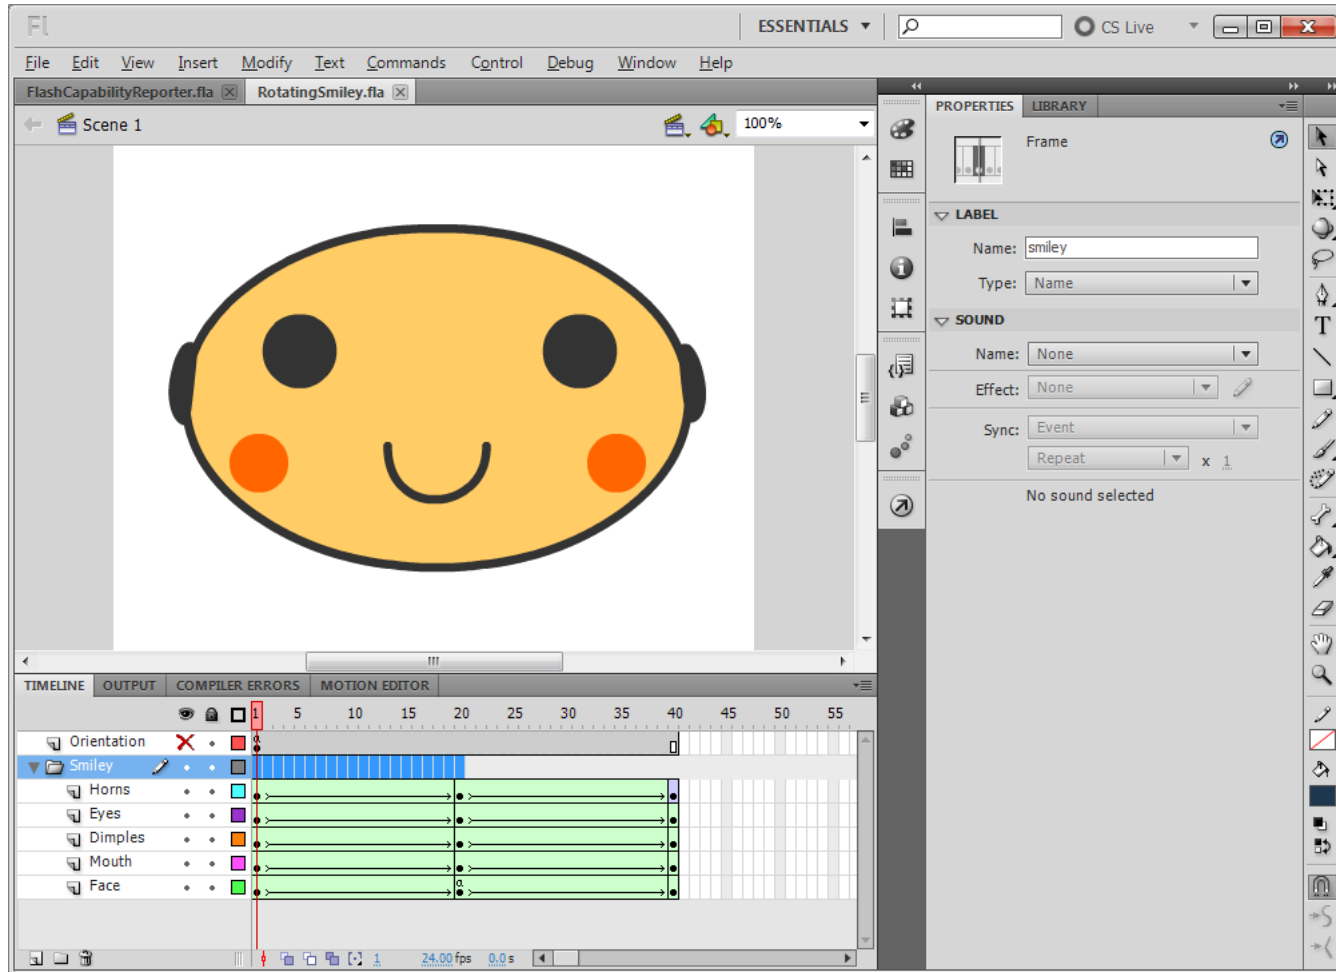 Fl ESSENTIALS CS Live
File Edit View Insert Modify Text Commands Control Debug Window Help
FlashCapabilityReporter.fla RotatingSmiley.fla
Scene 1 100%
PROPERTIES LIBRARY
Frame
LABEL
Name: smiley
Type: Name
SOUND
Name: None
Effect: None
Sync: Event
Repeat x 1
No sound selected
TIMELINE OUTPUT COMPILER ERRORS MOTION EDITOR
1 5 10 15 20 25 30 35 40 45 50 55
Orientation
Smiley
Horns
Eyes
Dimples
Mouth
Face
1 24.00 fps 0.0 s